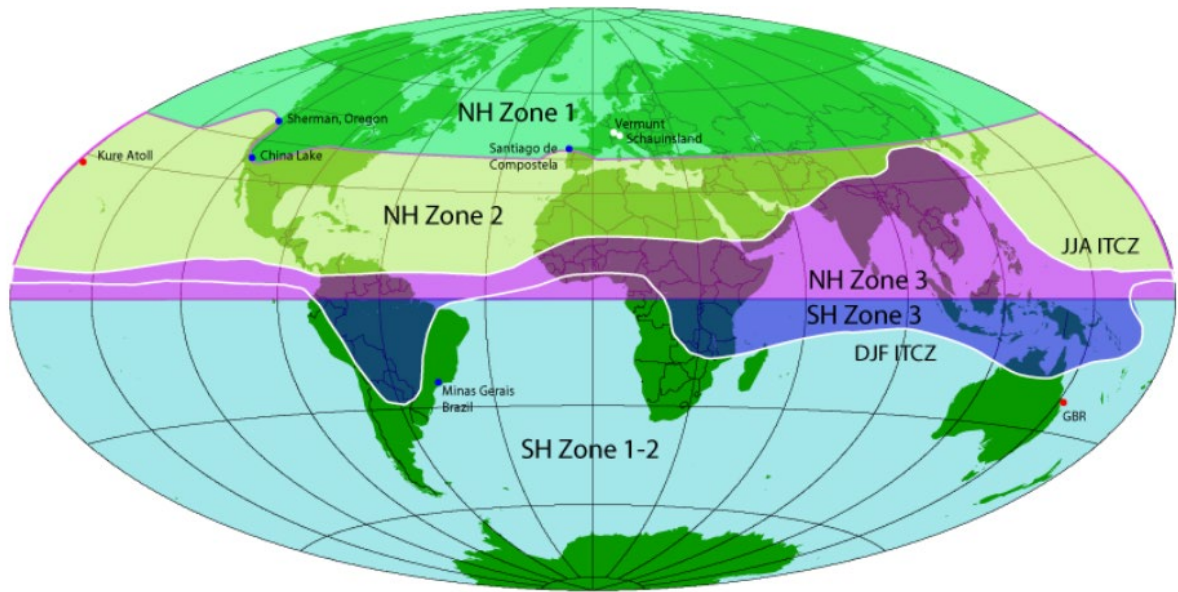 NH Zone 1
Sherman, Oregon
Vermunt
Schauinsland
Kure Atoll
China Lake
Santiago de
Compostela
NH Zone 2
JJA ITCZ
NH Zone 3
SH Zone 3
DJF ITCZ
Minas Gerais
Brazil
GBR
SH Zone 1-2